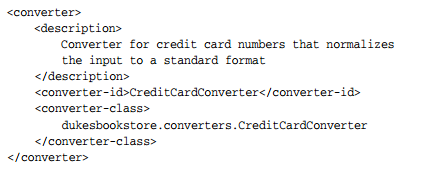 <converter>
    <description>
        Converter for credit card numbers that normalizes
        the input to a standard format
    </description>
    <converter-id>CreditCardConverter</converter-id>
    <converter-class>
        dukesbookstore.converters.CreditCardConverter
    </converter-class>
</converter>